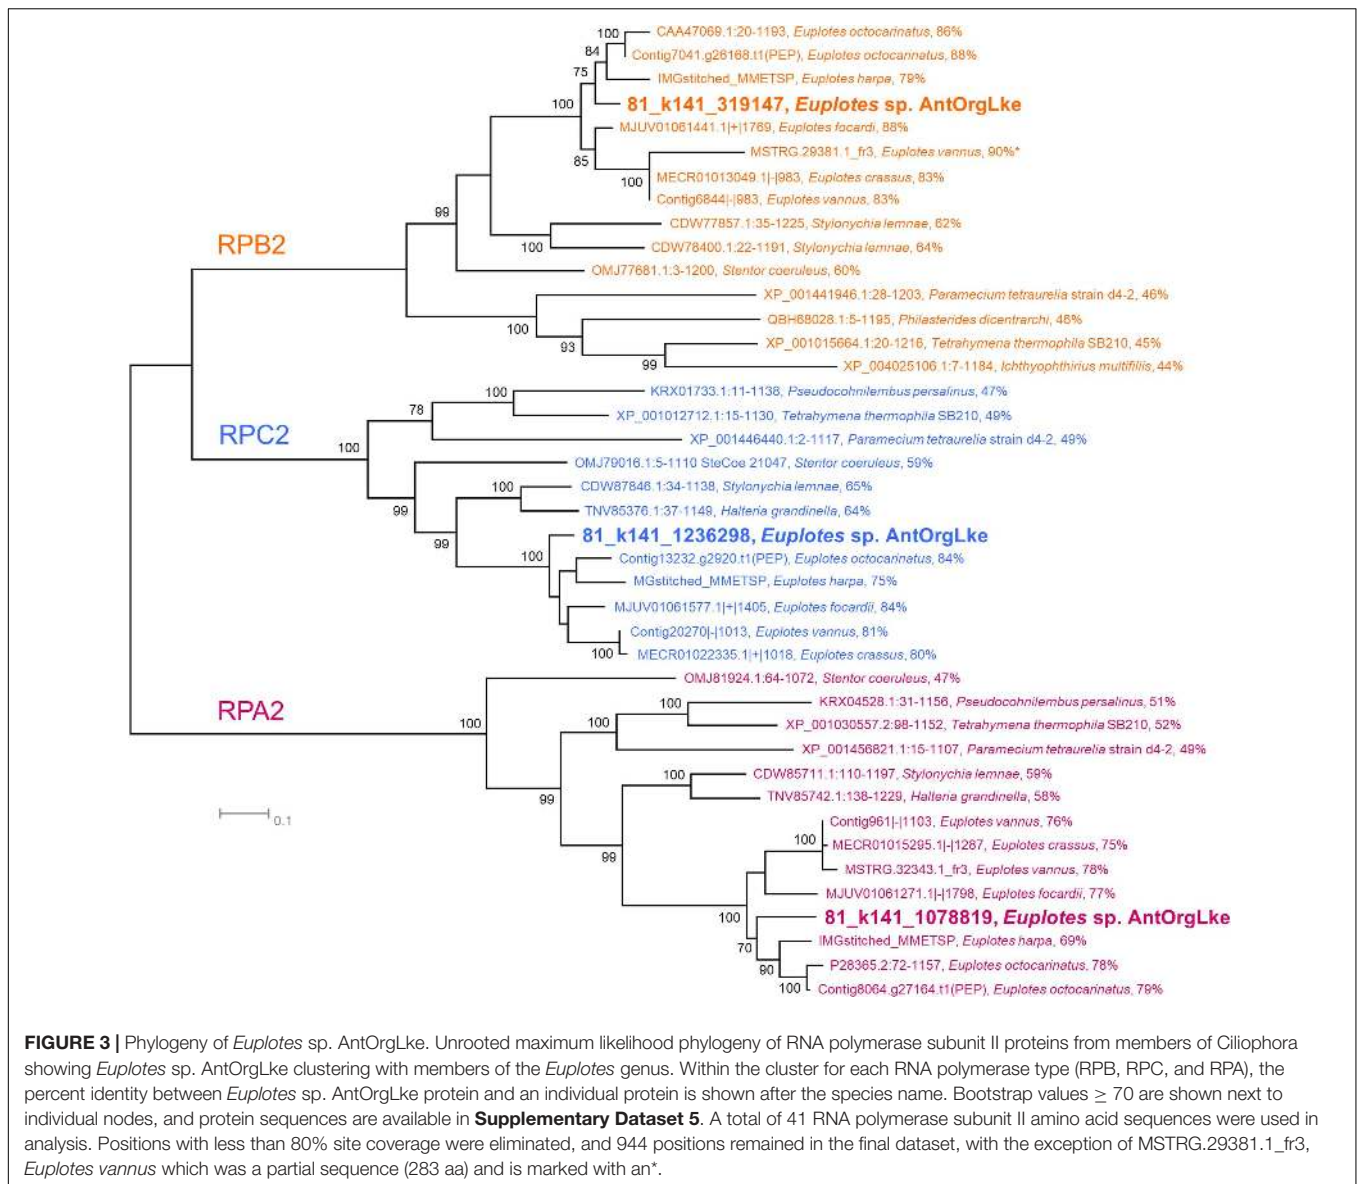 CAA47069.1:20-1193, Euplotes octocarinatus, 86%
100
Contig7041.g26168.t1(PEP), Euplotes octocarinnatus, 88%
84
IMGstitched_MMETSP, Euplotes harpa, 79%
75
81_k141_319147, Euplotes sp. AntOrgLke
100
MJUV01061441.1|+|1769, Euplotes focardi, 88%
85
MSTRG.29381.1_fr3, Euplotes vannus, 90%*
MECR01013049.1|-|983, Euplotes crassus, 83%
100
Contig6844|-|983, Euplotes vannus, 83%
99
CDW77857.1:35-1225, Stylonychia lemnae, 62%
RPB2
100
CDW78400.1:22-1191, Stylonychia lemnae, 64%
OMJ77681.1:3-1200, Stentor coeruleus, 60%
XP_001441946.1:28-1203, Paramecium tetraurelia strain d4-2, 46%
100
QBH68028.1:5-1195, Philasterides dicentrarchi, 46%
93
XP_001015664.1:20-1216, Tetrahymena thermophila SB210, 45%
99
XP_004025106.1:7-1184, Ichthyophthirius multifiliis, 44%
100
KRX01733.1:11-1138, Pseudocohnilembus persalinus, 47%
78
XP_001012712.1:15-1130, Tetrahymena thermophila SB210, 49%
RPC2
100
XP_001446440.1:2-1117, Paramecium tetraurelia strain d4-2, 49%
OMJ79016.1:5-1110 SteCoe 21047, Stentor coeruleus, 59%
100
CDW87846.1:34-1138, Stylonychia lemnae, 65%
99
TNV85376.1:37-1149, Halteria grandinella, 64%
99
81_k141_1236298, Euplotes sp. AntOrgLke
100
Contig13232.g2920.t1(PEP), Euplotes octocarinatus, 84%
MGstitched_MMETSP, Euplotes harpa, 75%
MJUV01061577.1|+|1405, Euplotes focardii, 84%
Contig20270|-|1013, Euplotes vannus, 81%
100
MECR01022335.1|+|1018, Euplotes crassus, 80%
OMJ81924.1:64-1072, Stentor coeruleus, 47%
RPA2
100
100
KRX04528.1:31-1156, Pseudocohnilembus persalinus, 51%
100
XP_001030557.2:98-1152, Tetrahymena thermophila SB210, 52%
XP_001456821.1:15-1107, Paramecium tetraurelia strain d4-2, 49%
100
CDW85711.1:110-1197, Stylonychia lemnae, 59%
99
TNV85742.1:138-1229, Halteria grandinella, 58%
0.1
Contig961|-|1103, Euplotes vannus, 76%
100
MECR01015295.1|-|1287, Euplotes crassus, 75%
99
MSTRG.32343.1_fr3, Euplotes vannus, 78%
MJUV01061271.1|-|1798, Euplotes focardii, 77%
100
81_k141_1078819, Euplotes sp. AntOrgLke
70
IMGstitched_MMETSP, Euplotes harpa, 69%
90
P28365.2:72-1157, Euplotes octocarinatus, 78%
100
Contig8064.g27164.t1(PEP), Euplotes octocarinatus, 79%
FIGURE 3 | Phylogeny of Euplotes sp. AntOrgLke. Unrooted maximum likelihood phylogeny of RNA polymerase subunit II proteins from members of Ciliophora
showing Euplotes sp. AntOrgLke clustering with members of the Euplotes genus. Within the cluster for each RNA polymerase type (RPB, RPC, and RPA), the
percent identity between Euplotes sp. AntOrgLke protein and an individual protein is shown after the species name. Bootstrap values ≥ 70 are shown next to
individual nodes, and protein sequences are available in Supplementary Dataset 5. A total of 41 RNA polymerase subunit II amino acid sequences were used in
analysis. Positions with less than 80% site coverage were eliminated, and 944 positions remained in the final dataset, with the exception of MSTRG.29381.1_fr3,
Euplotes vannus which was a partial sequence (283 aa) and is marked with an*.